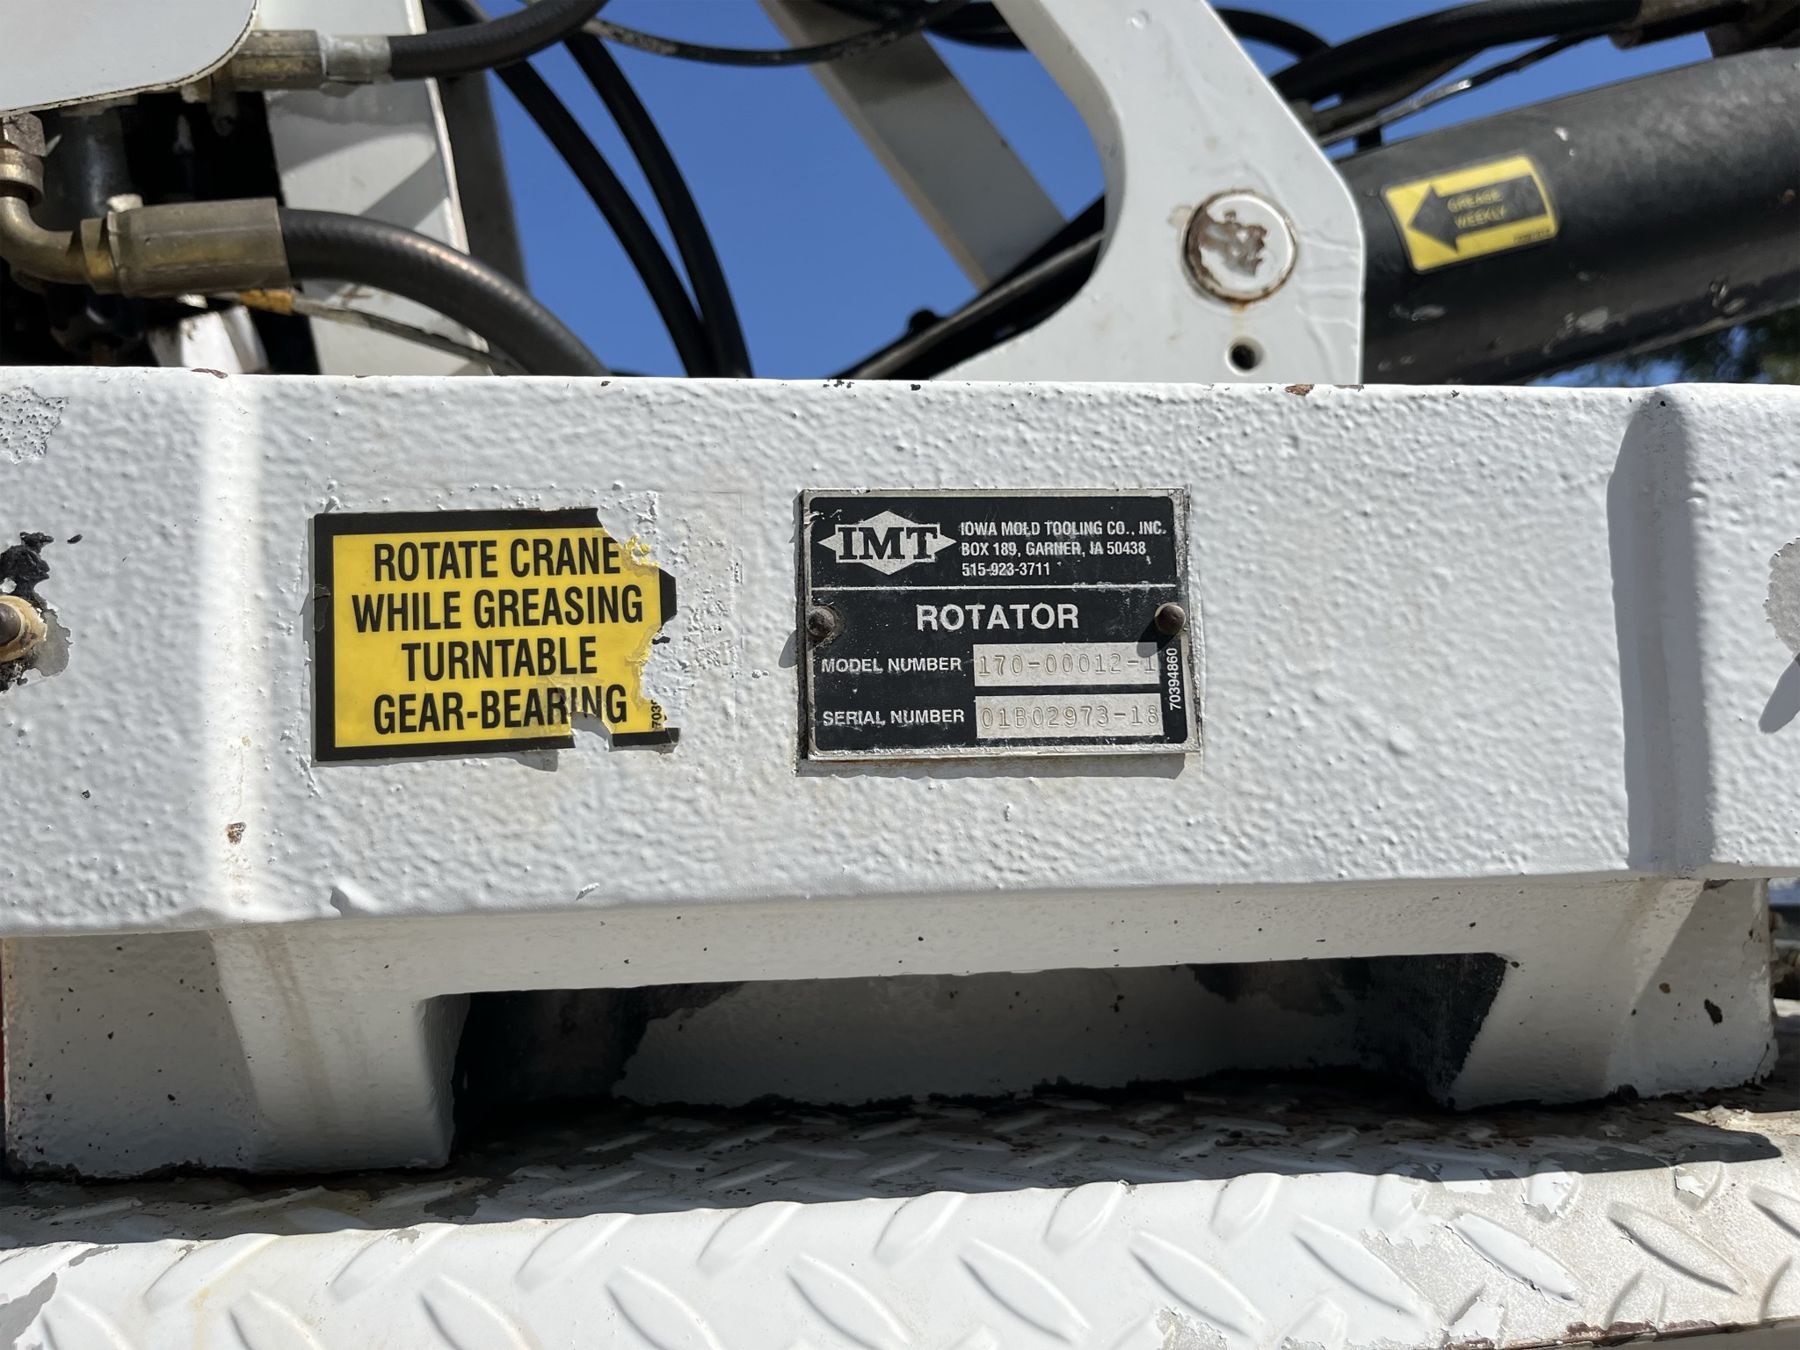 GREASE
WEEKLY
ROTATE CRANE
WHILE GREASING
TURNTABLE
GEAR-BEARING
7039
IMT
IOWA MOLD TOOLING CO., INC.
BOX 189, GARNER, IA 50438
515-923-3711
ROTATOR
MODEL NUMBER 170-00012-1
SERIAL NUMBER 01B02973-18
70394860